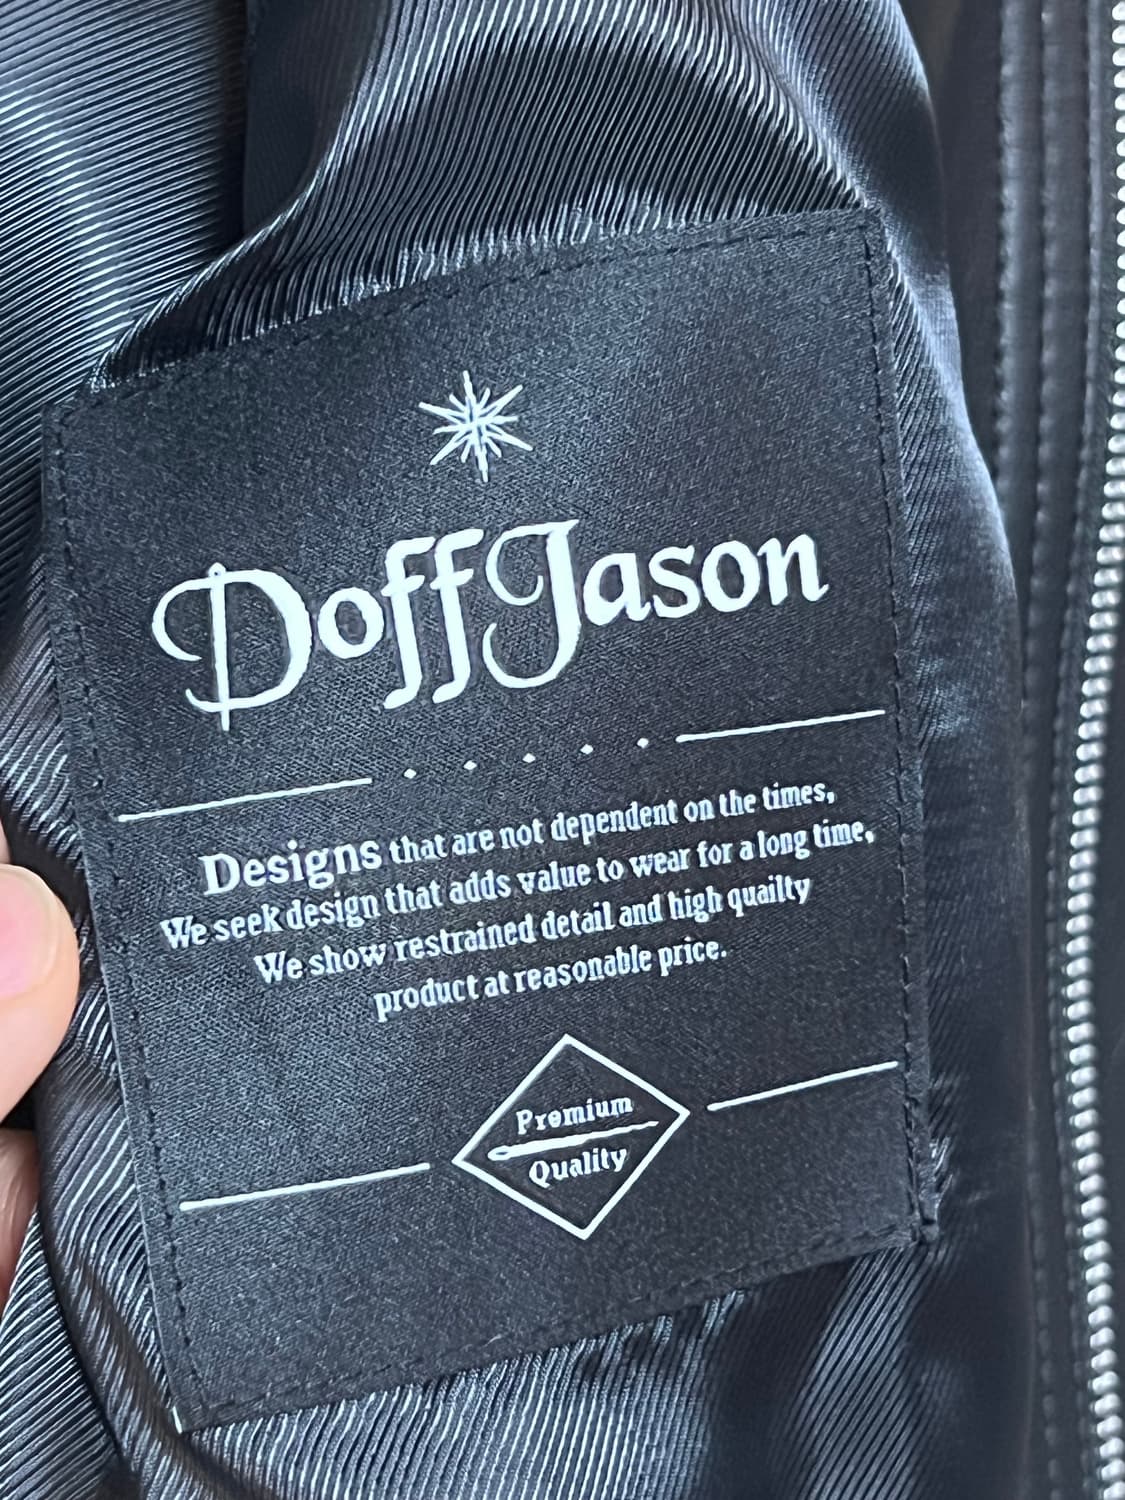 DoffJason
Designs that are not dependent on the times,
We seek design that adds value to wear for a long time,
We show restrained detail and high quailty
product at reasonable price.
Premium
Quality